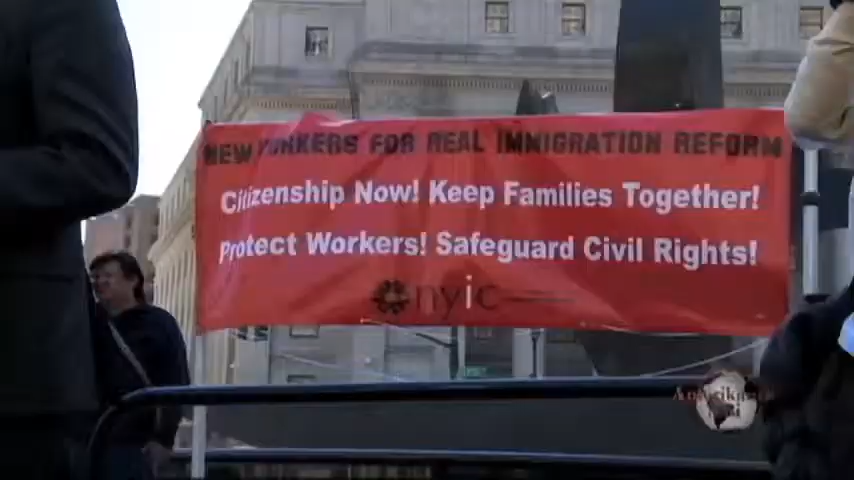 NEW YORKERS FOR REAL IMMIGRATION REFORM
Citizenship Now! Keep Families Together!
Protect Workers! Safeguard Civil Rights!
nyic